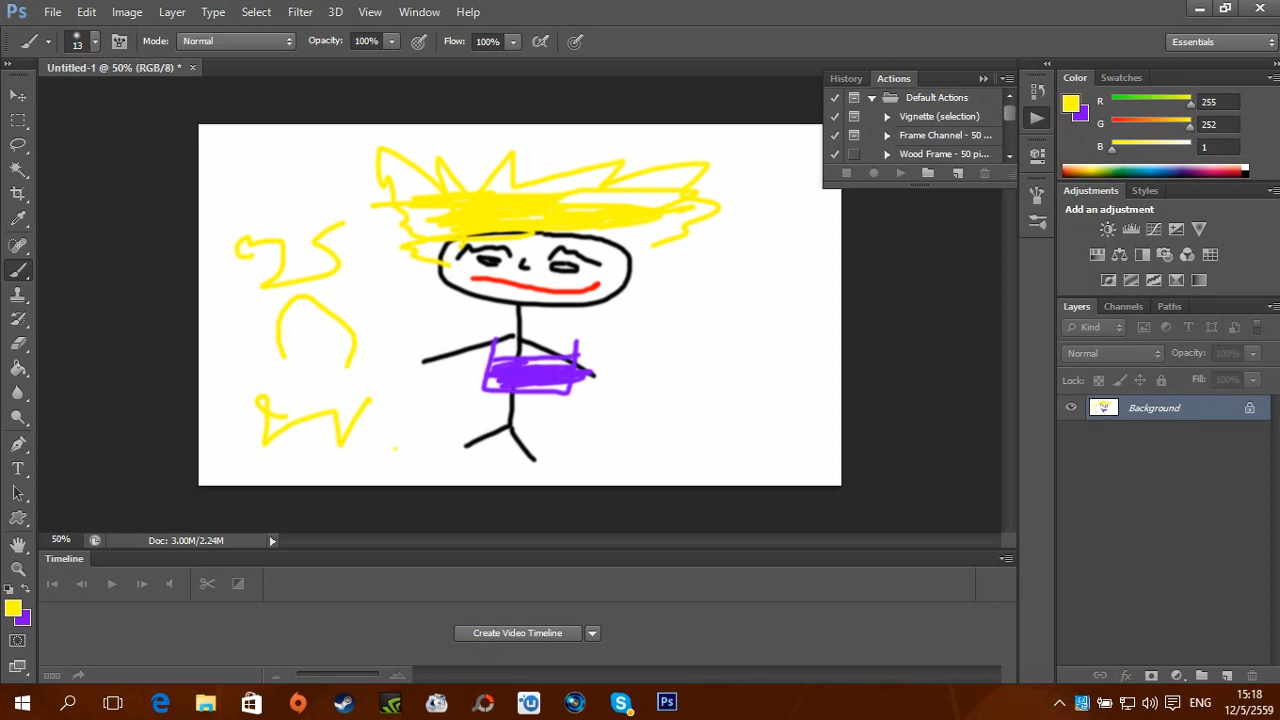 Ps File Edit Image Layer Type Select Filter 3D View Window Help
13 Mode: Normal Opacity: 100% Flow: 100% Essentials
Untitled-1 @ 50% (RGB/8) * ×
History Actions
Default Actions
Vignette (selection)
Frame Channel - 50 ...
Wood Frame - 50 pi...
Color Swatches
R 255
G 252
B 1
Adjustments Styles
Add an adjustment
Layers Channels Paths
Kind
Normal Opacity: 100%
Lock: Fill: 100%
Background
50% Doc: 3.00M/2.24M
Timeline
Create Video Timeline
Ps
ENG
15:18
12/5/2559